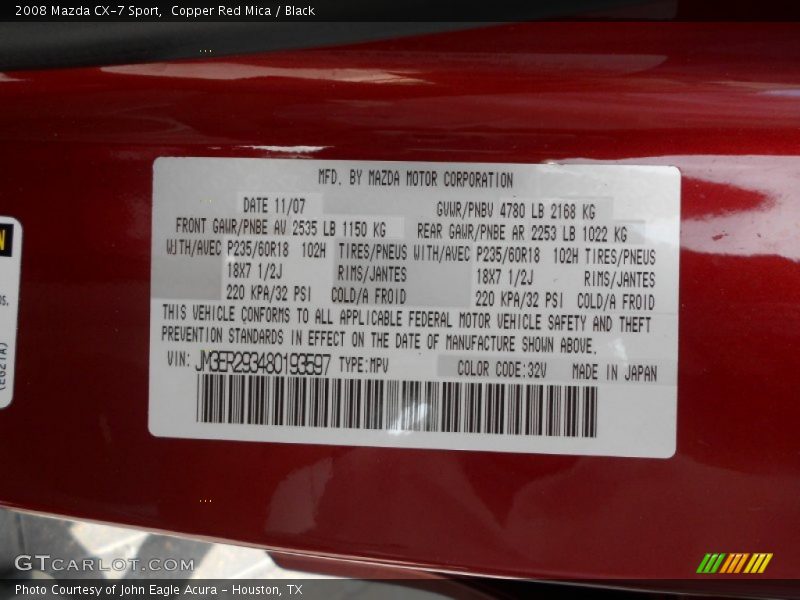 2008 Mazda CX-7 Sport,  Copper Red Mica / Black
MFD. BY MAZDA MOTOR CORPORATION
DATE 11/07 GVWR/PNBV 4780 LB 2168 KG
FRONT GAWR/PNBE AV 2535 LB 1150 KG REAR GAWR/PNBE AR 2253 LB 1022 KG
WITH/AVEC P235/60R18 102H TIRES/PNEUS WITH/AVEC P235/60R18 102H TIRES/PNEUS
18X7 1/2J RIMS/JANTES 18X7 1/2J RIMS/JANTES
220 KPA/32 PSI COLD/A FROID 220 KPA/32 PSI COLD/A FROID
THIS VEHICLE CONFORMS TO ALL APPLICABLE FEDERAL MOTOR VEHICLE SAFETY AND THEFT
PREVENTION STANDARDS IN EFFECT ON THE DATE OF MANUFACTURE SHOWN ABOVE.
VIN: JM3ER293480193597 TYPE:MPV COLOR CODE:32V MADE IN JAPAN
(EG21A)
GTCARLOT.COM
Photo Courtesy of John Eagle Acura - Houston, TX